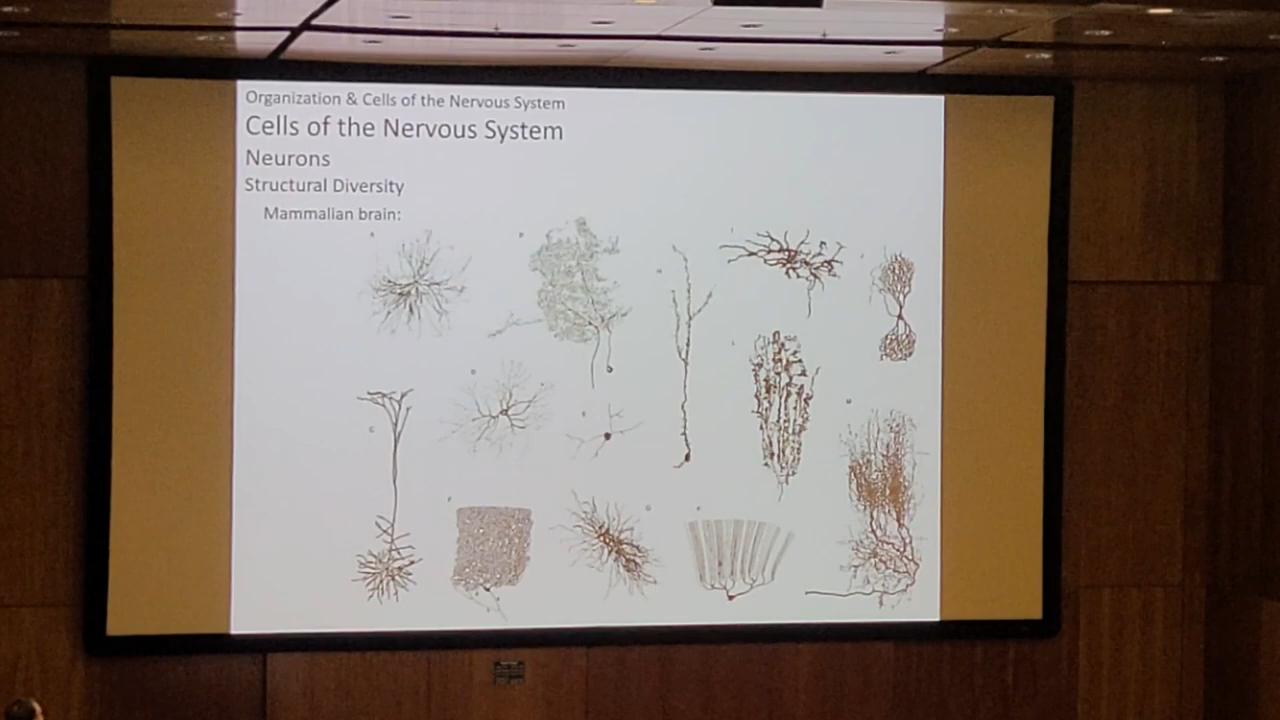 Organization & Cells of the Nervous System
Cells of the Nervous System
Neurons
Structural Diversity
Mammalian brain: